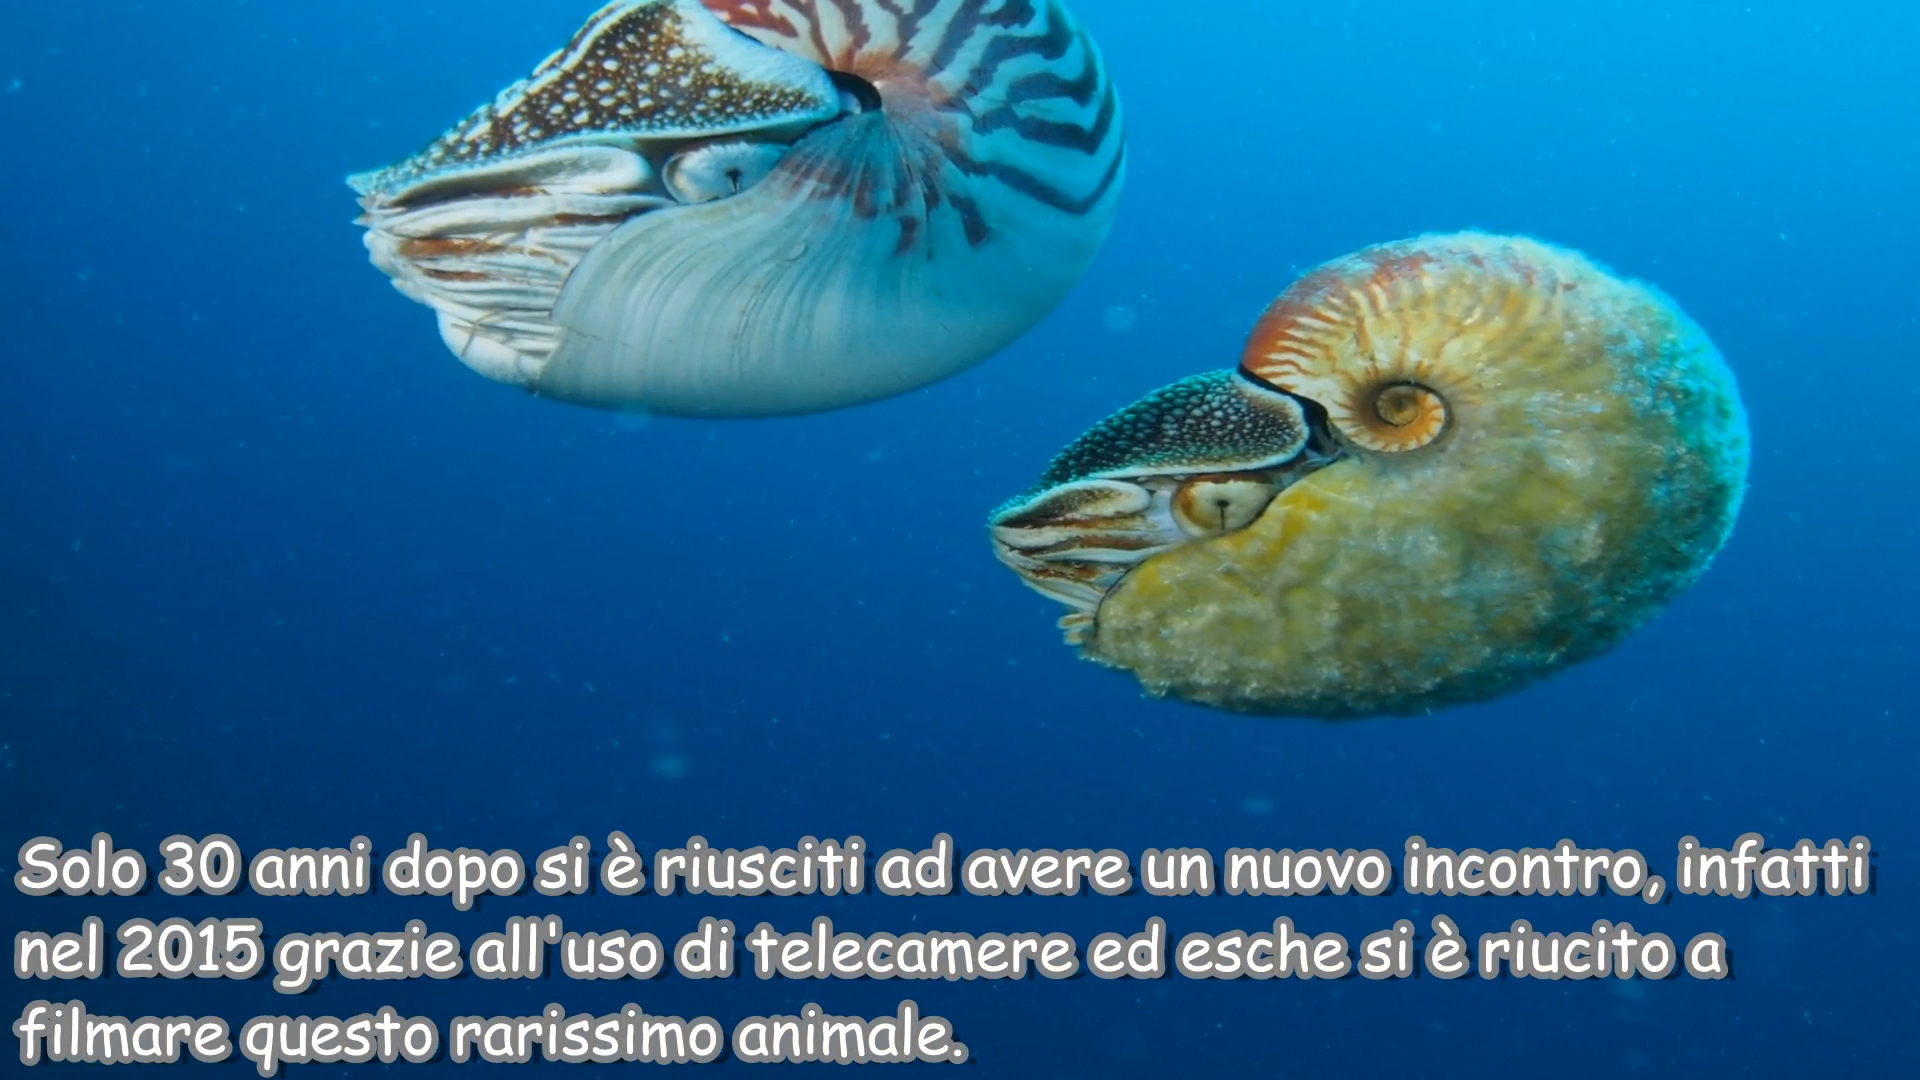 Solo 30 anni dopo si è riusciti ad avere un nuovo incontro, infatti
nel 2015 grazie all'uso di telecamere ed esche si è riucito a
filmare questo rarissimo animale.